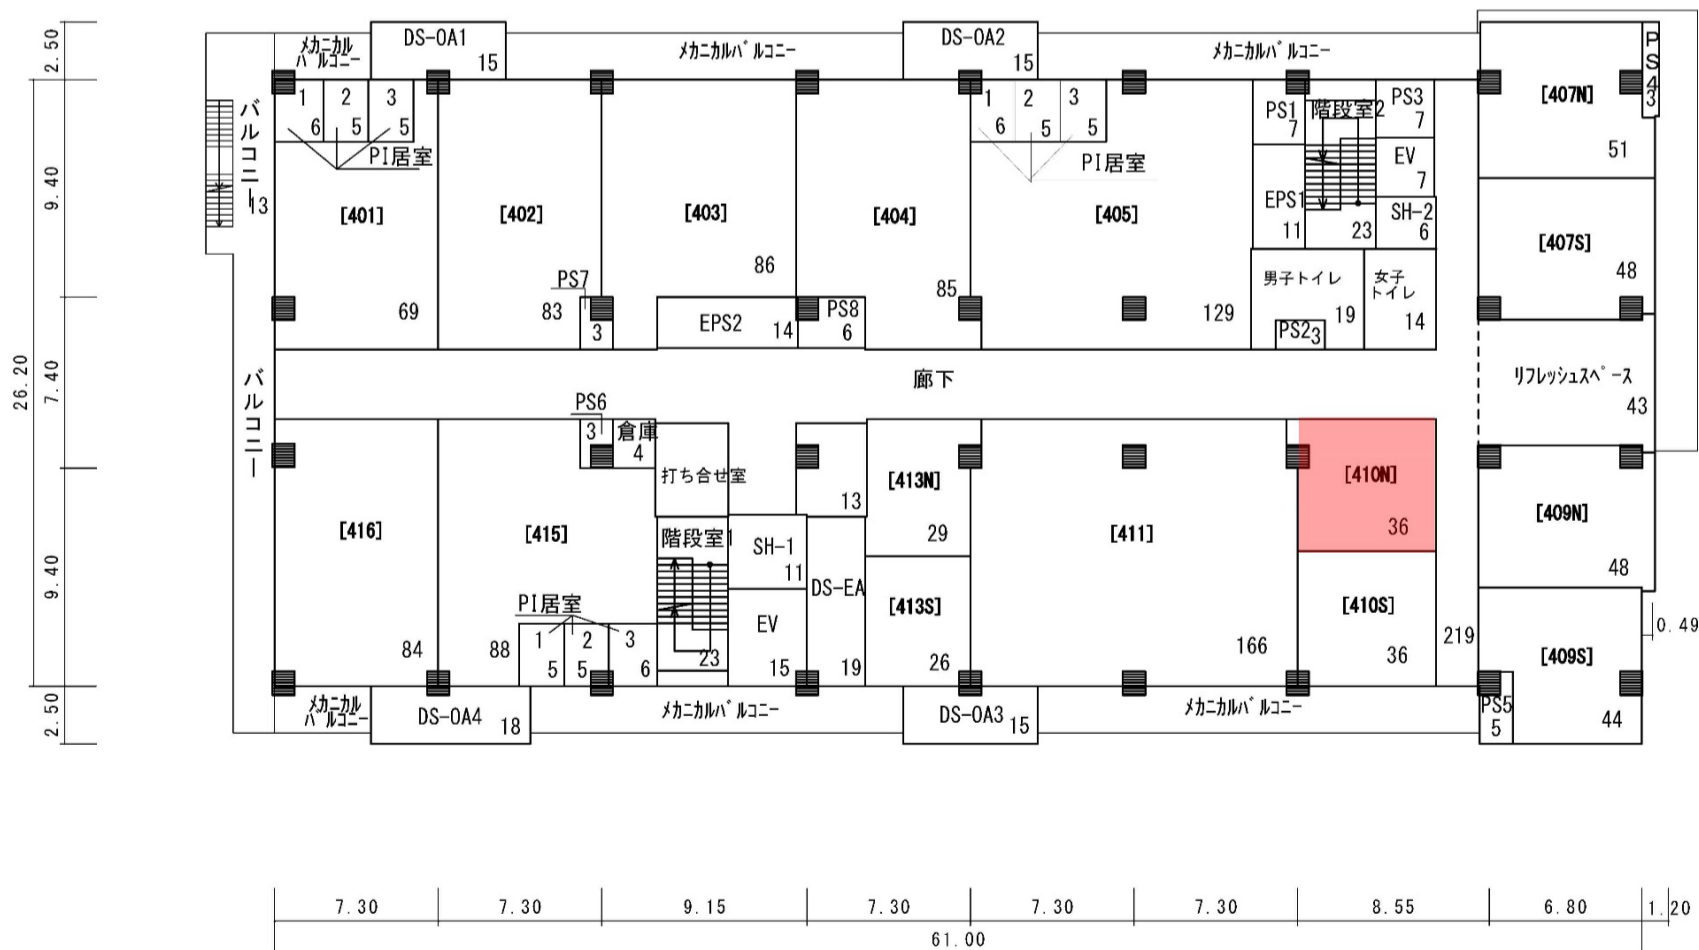 2.50
9.40
7.40
9.40
2.50
26.20
メカニカル
バルコニー
DS-OA1
15
メカニカルバルコニー
DS-OA2
15
メカニカルバルコニー
バルコニー
13
1
6
2
5
3
5
PI居室
[401]
69
[402]
83
PS7
3
[403]
86
EPS2
14
[404]
85
PS8
6
1
6
2
5
3
5
PI居室
[405]
129
PS1
7
階段室2
23
PS3
7
EV
7
EPS1
11
SH-2
6
男子トイレ
19
PS2
3
女子
トイレ
14
[407N]
51
PS4
3
[407S]
48
リフレッシュスペース
43
廊下
バルコニー
[416]
84
PS6
3
倉庫
4
[415]
88
PI居室
1
5
2
5
3
6
打ち合せ室
階段室1
23
SH-1
11
EV
15
13
DS-EA
19
[413N]
29
[413S]
26
[411]
166
[410N]
36
[410S]
36
219
[409N]
48
[409S]
44
PS5
5
0.49
メカニカル
バルコニー
DS-OA4
18
メカニカルバルコニー
DS-OA3
15
メカニカルバルコニー
7.30
7.30
9.15
7.30
7.30
7.30
8.55
6.80
1.20
61.00